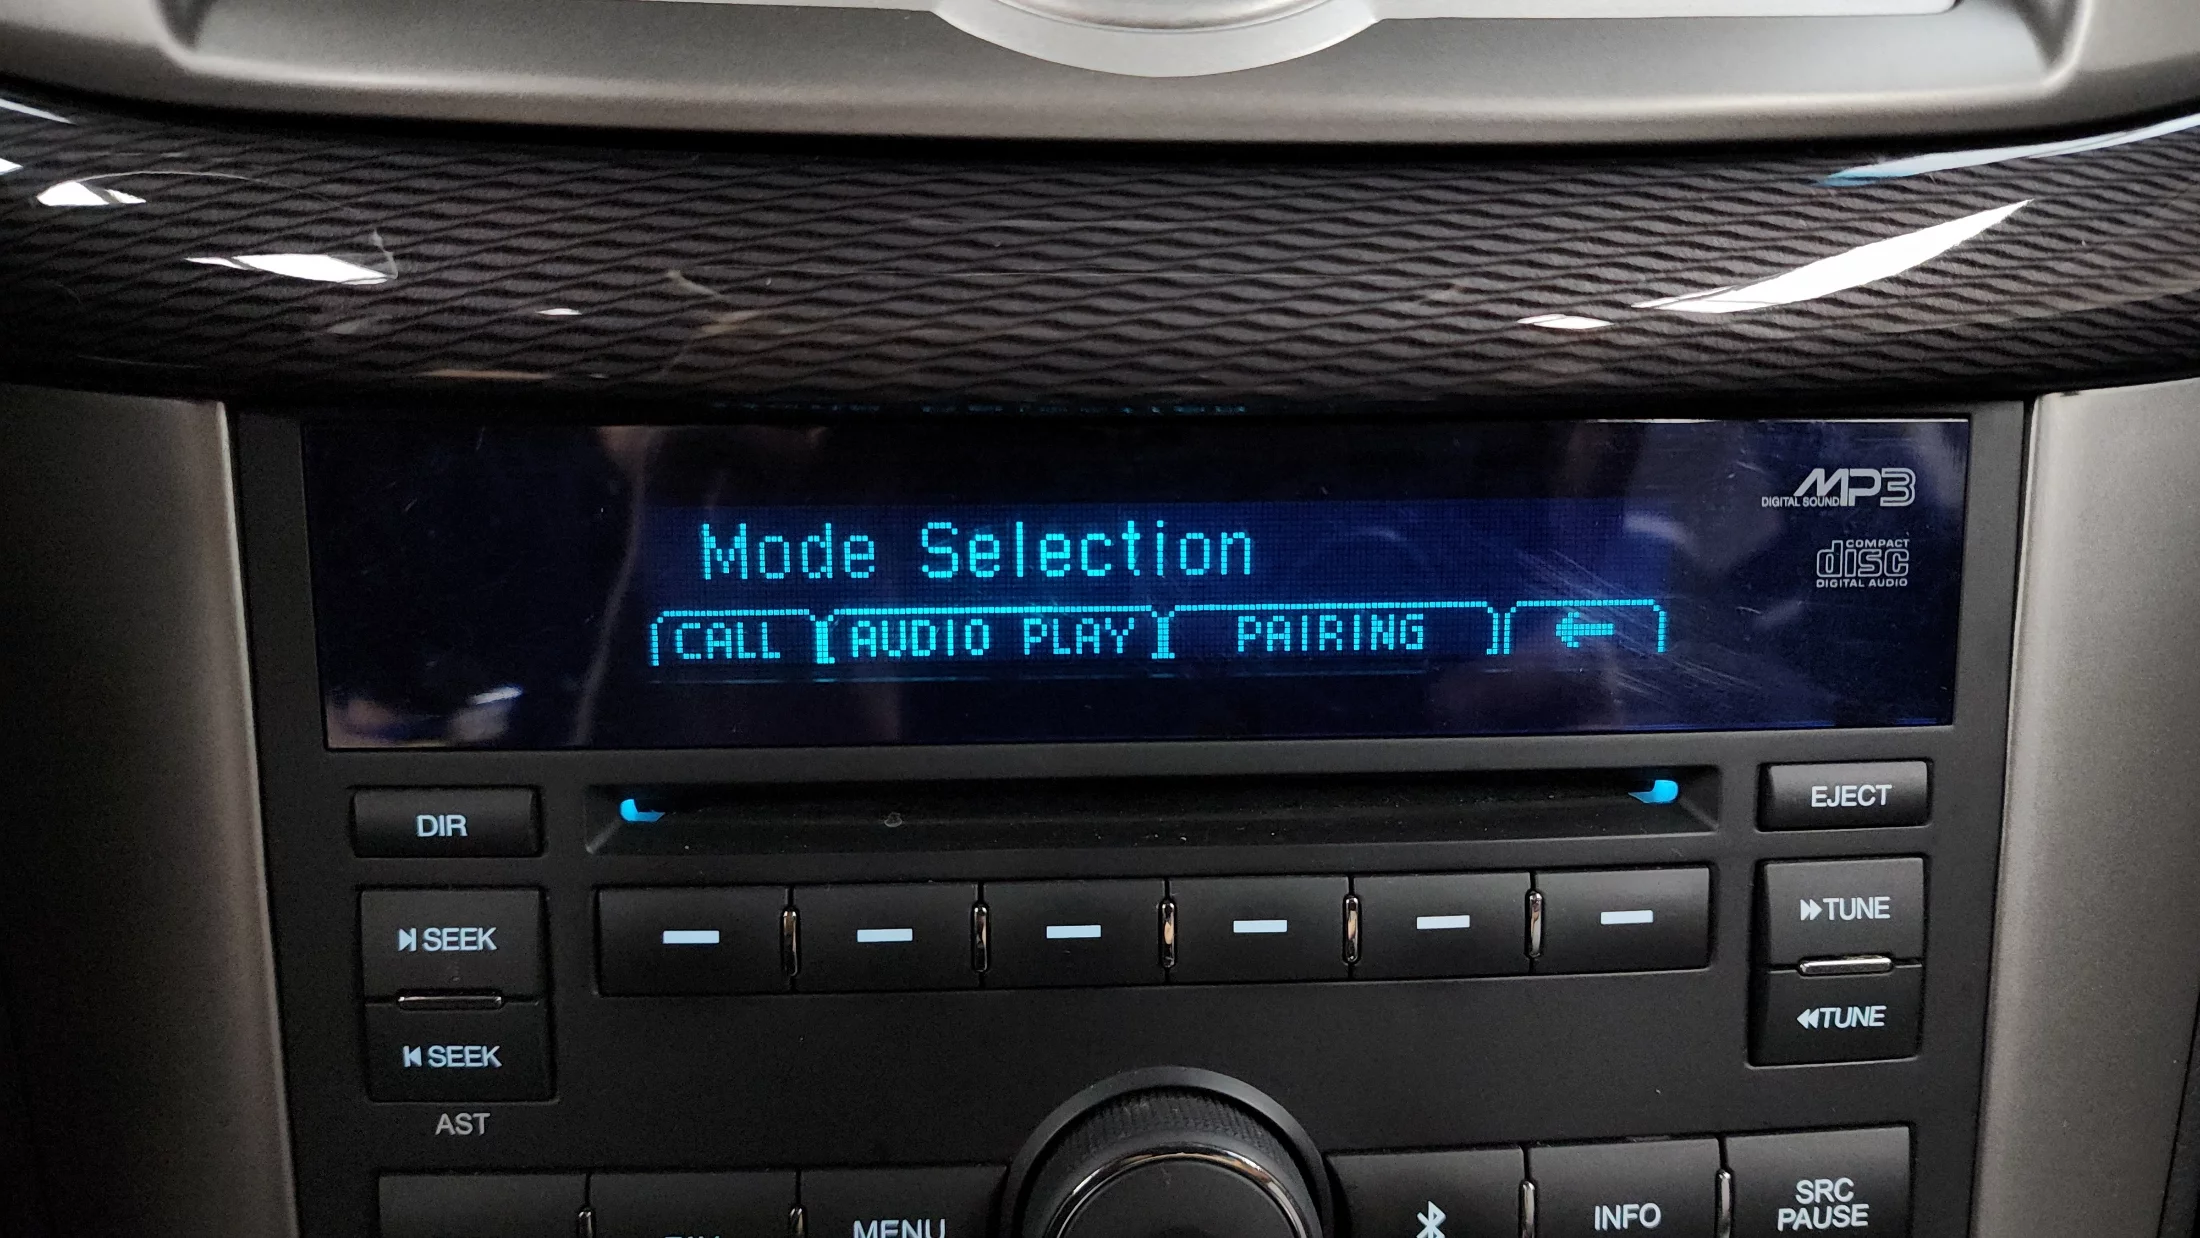 MP3
DIGITAL SOUND
Mode Selection
COMPACT
disc
DIGITAL AUDIO
CALL AUDIO PLAY PAIRING ←
DIR
EJECT
SEEK
TUNE
SEEK
TUNE
AST
MENU
INFO
SRC
PAUSE